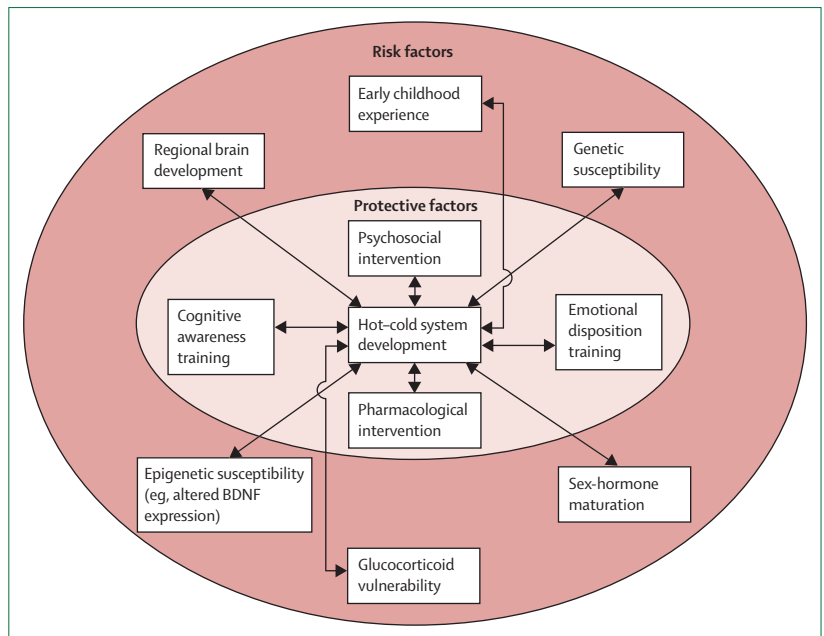 Risk factors
Early childhood
experience
Regional brain
development
Genetic
susceptibility
Protective factors
Psychosocial
intervention
Cognitive
awareness
training
Hot–cold system
development
Emotional
disposition
training
Pharmacological
intervention
Epigenetic susceptibility
(eg, altered BDNF
expression)
Sex-hormone
maturation
Glucocorticoid
vulnerability